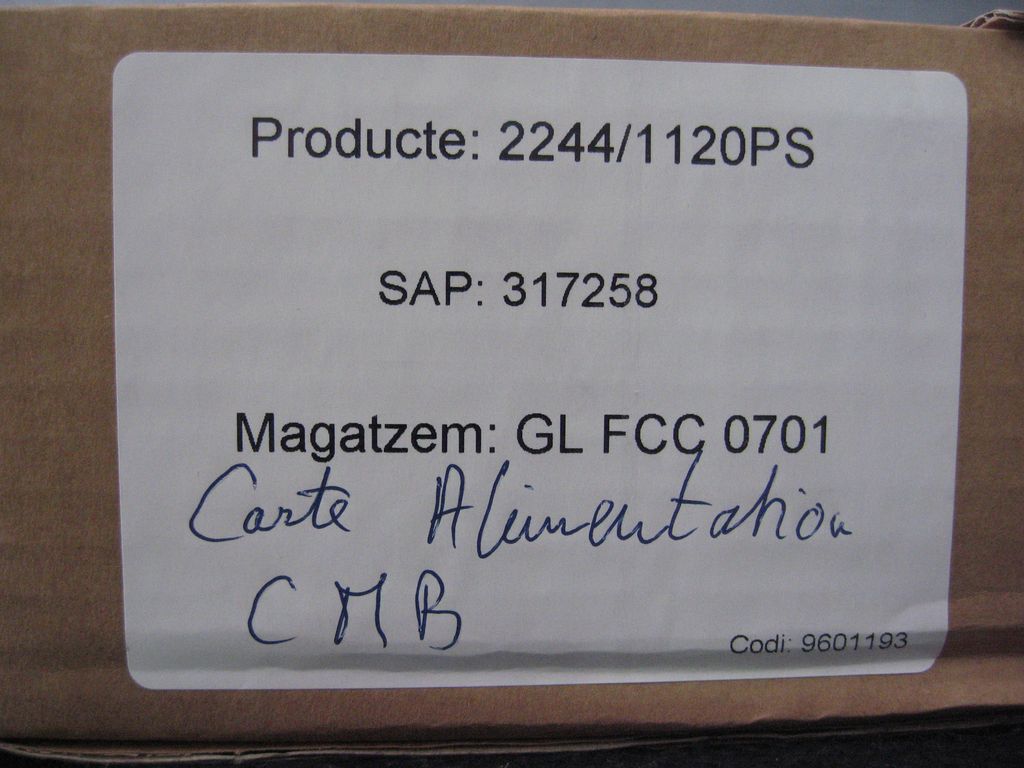 Producte: 2244/1120PS
SAP: 317258
Magatzem: GL FCC 0701
Carte Alimentation
CMB
Codi: 9601193